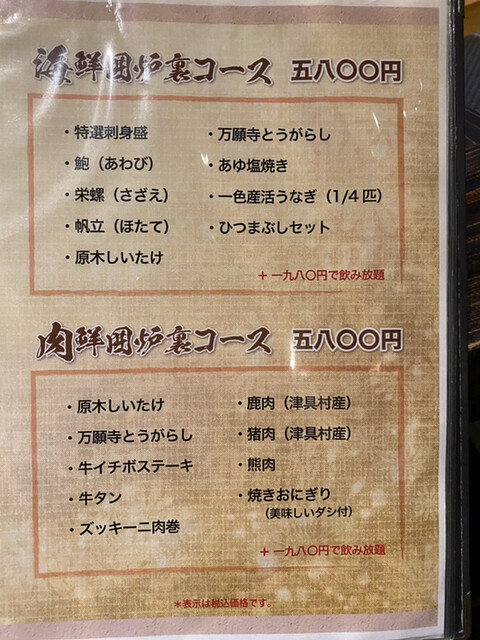 海鮮囲炉裏コース 五八〇〇円
・特選刺身盛
・鮑（あわび）
・栄螺（さざえ）
・帆立（ほたて）
・原木しいたけ
・万願寺とうがらし
・あゆ塩焼き
・一色産活うなぎ（1/4匹）
・ひつまぶしセット
＋一九八〇円で飲み放題
肉鮮囲炉裏コース 五八〇〇円
・原木しいたけ
・万願寺とうがらし
・牛イチボステーキ
・牛タン
・ズッキーニ肉巻
・鹿肉（津具村産）
・猪肉（津具村産）
・熊肉
・焼きおにぎり
（美味しいダシ付）
＋一九八〇円で飲み放題
＊表示は税込価格です。